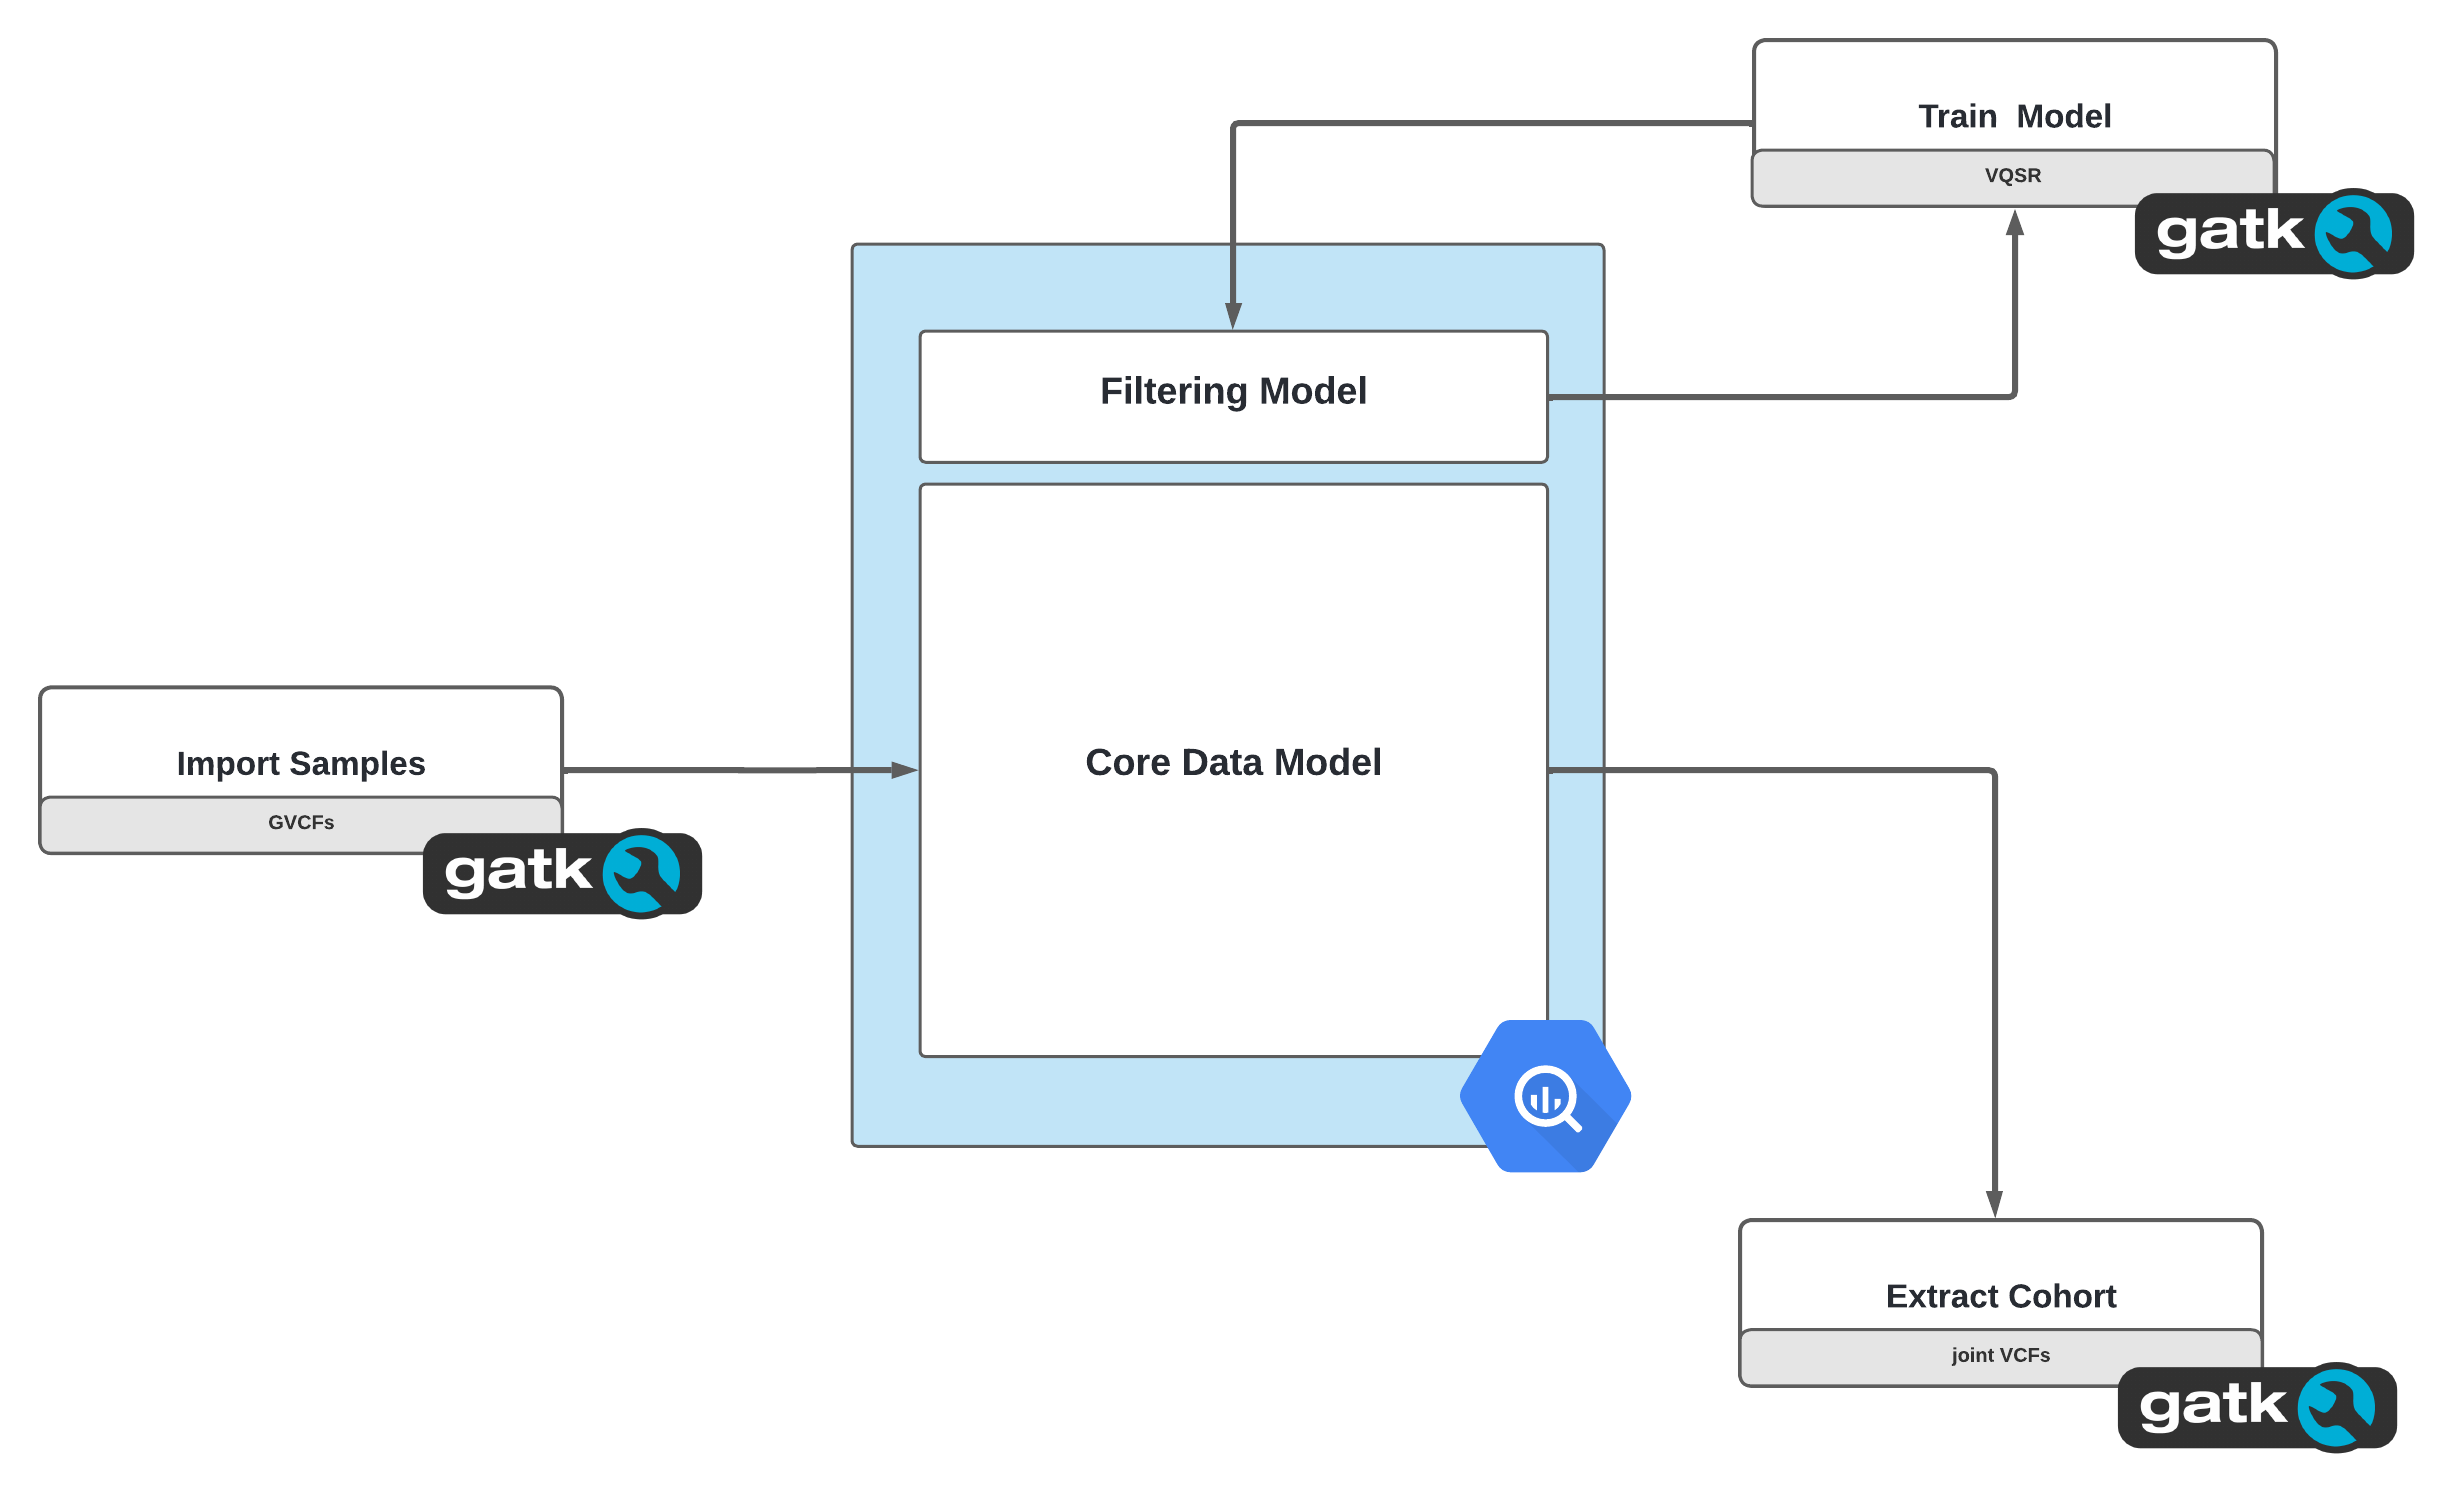 Train Model
VQSR
gatk
Filtering Model
Core Data Model
Import Samples
GVCFs
gatk
Extract Cohort
joint VCFs
gatk